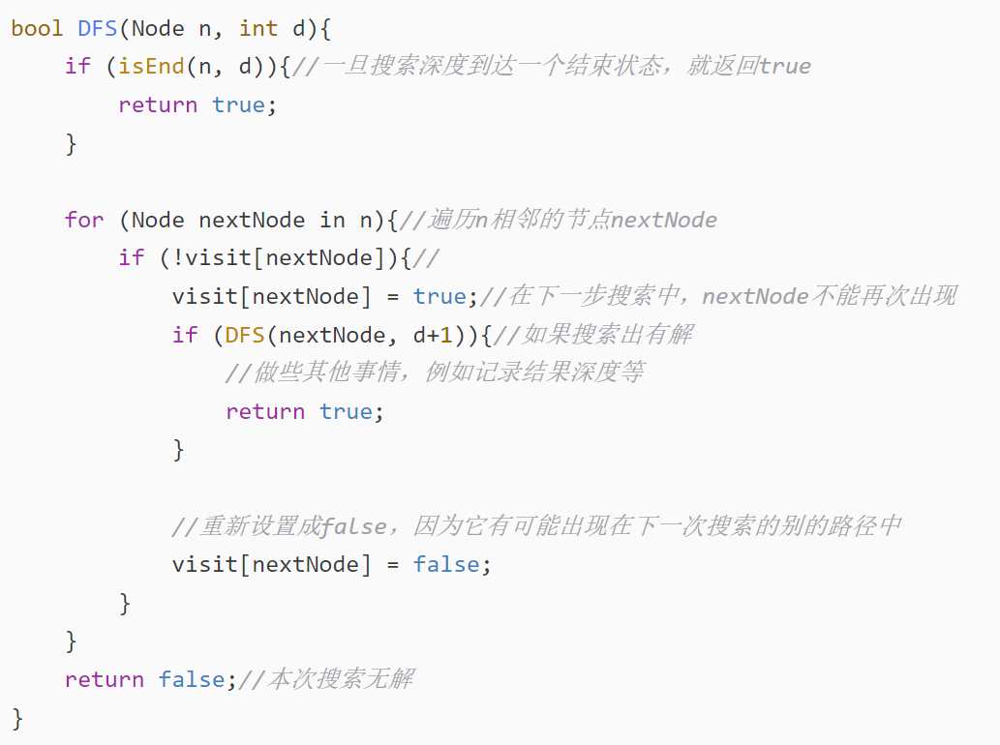 bool DFS(Node n, int d){
    if (isEnd(n, d)){//一旦搜索深度到达一个结束状态，就返回true
        return true;
    }

    for (Node nextNode in n){//遍历n相邻的节点nextNode
        if (!visit[nextNode]){//
            visit[nextNode] = true;//在下一步搜索中，nextNode不能再次出现
            if (DFS(nextNode, d+1)){//如果搜索出有解
                //做些其他事情，例如记录结果深度等
                return true;
            }

            //重新设置成false，因为它有可能出现在下一次搜索的别的路径中
            visit[nextNode] = false;
        }
    }
    return false;//本次搜索无解
}